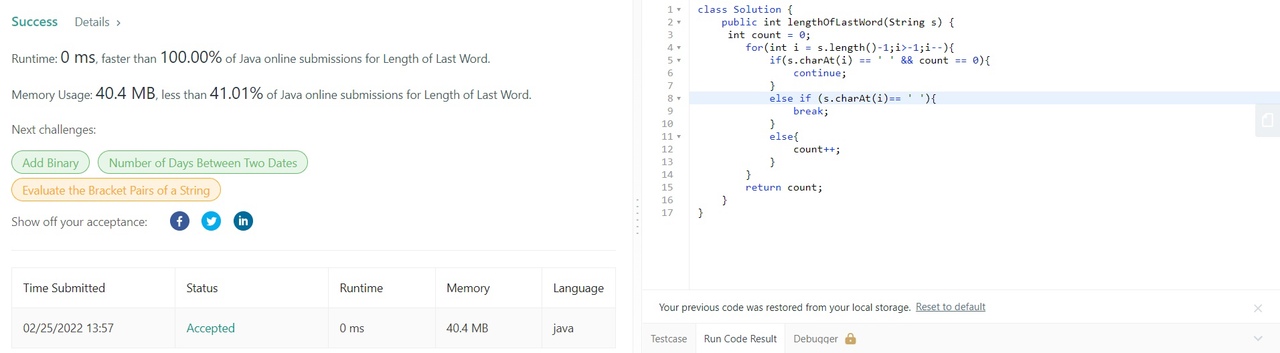 Success Details ›
Runtime: 0 ms, faster than 100.00% of Java online submissions for Length of Last Word.
Memory Usage: 40.4 MB, less than 41.01% of Java online submissions for Length of Last Word.
Next challenges:
Add Binary Number of Days Between Two Dates
Evaluate the Bracket Pairs of a String
Show off your acceptance:
Time Submitted Status Runtime Memory Language
02/25/2022 13:57 Accepted 0 ms 40.4 MB java
1 class Solution {
2 public int lengthOfLastWord(String s) {
3 int count = 0;
4 for(int i = s.length()-1;i>-1;i--){
5 if(s.charAt(i) == ' ' && count == 0){
6 continue;
7 }
8 else if (s.charAt(i)== ' '){
9 break;
10 }
11 else{
12 count++;
13 }
14 }
15 return count;
16 }
17 }
Your previous code was restored from your local storage. Reset to default
Testcase Run Code Result Debugger